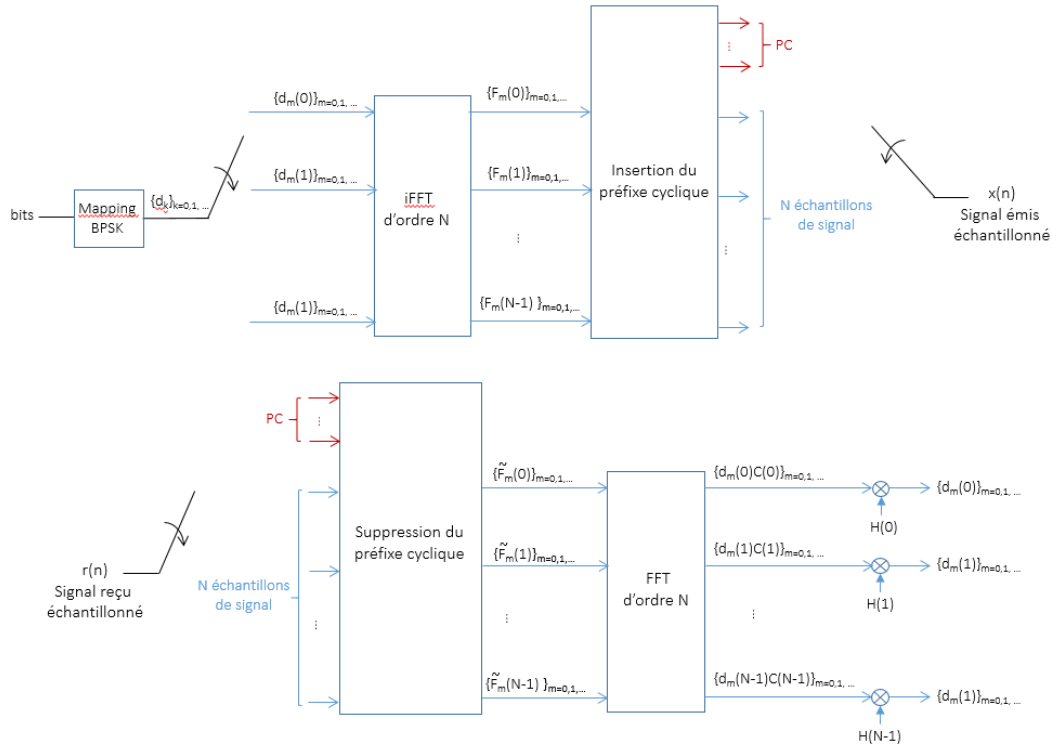 PC
⋮
{d_m(0)}_{m=0,1, ...}
{F_m(0)}_{m=0,1,...}
{d_m(1)}_{m=0,1, ...}
{F_m(1)}_{m=0,1,...}
Insertion du
préfixe cyclique
bits
Mapping
BPSK
{d_k}_{k=0,1, ...}
iFFT
d'ordre N
⋮
N échantillons
de signal
⋮
x(n)
Signal émis
échantillonné
{d_m(1)}_{m=0,1, ...}
{F_m(N-1) }_{m=0,1,...}
PC
⋮
{F̃_m(0)}_{m=0,1,...}
{d_m(0)C(0)}_{m=0,1, ...}
{d_m(0)}_{m=0,1, ...}
H(0)
Suppression du
préfixe cyclique
{F̃_m(1)}_{m=0,1,...}
{d_m(1)C(1)}_{m=0,1, ...}
{d_m(1)}_{m=0,1, ...}
H(1)
r(n)
Signal reçu
échantillonné
N échantillons
de signal
⋮
FFT
d'ordre N
⋮
⋮
{F̃_m(N-1) }_{m=0,1,...}
{d_m(N-1)C(N-1)}_{m=0,1, ...}
{d_m(1)}_{m=0,1, ...}
H(N-1)